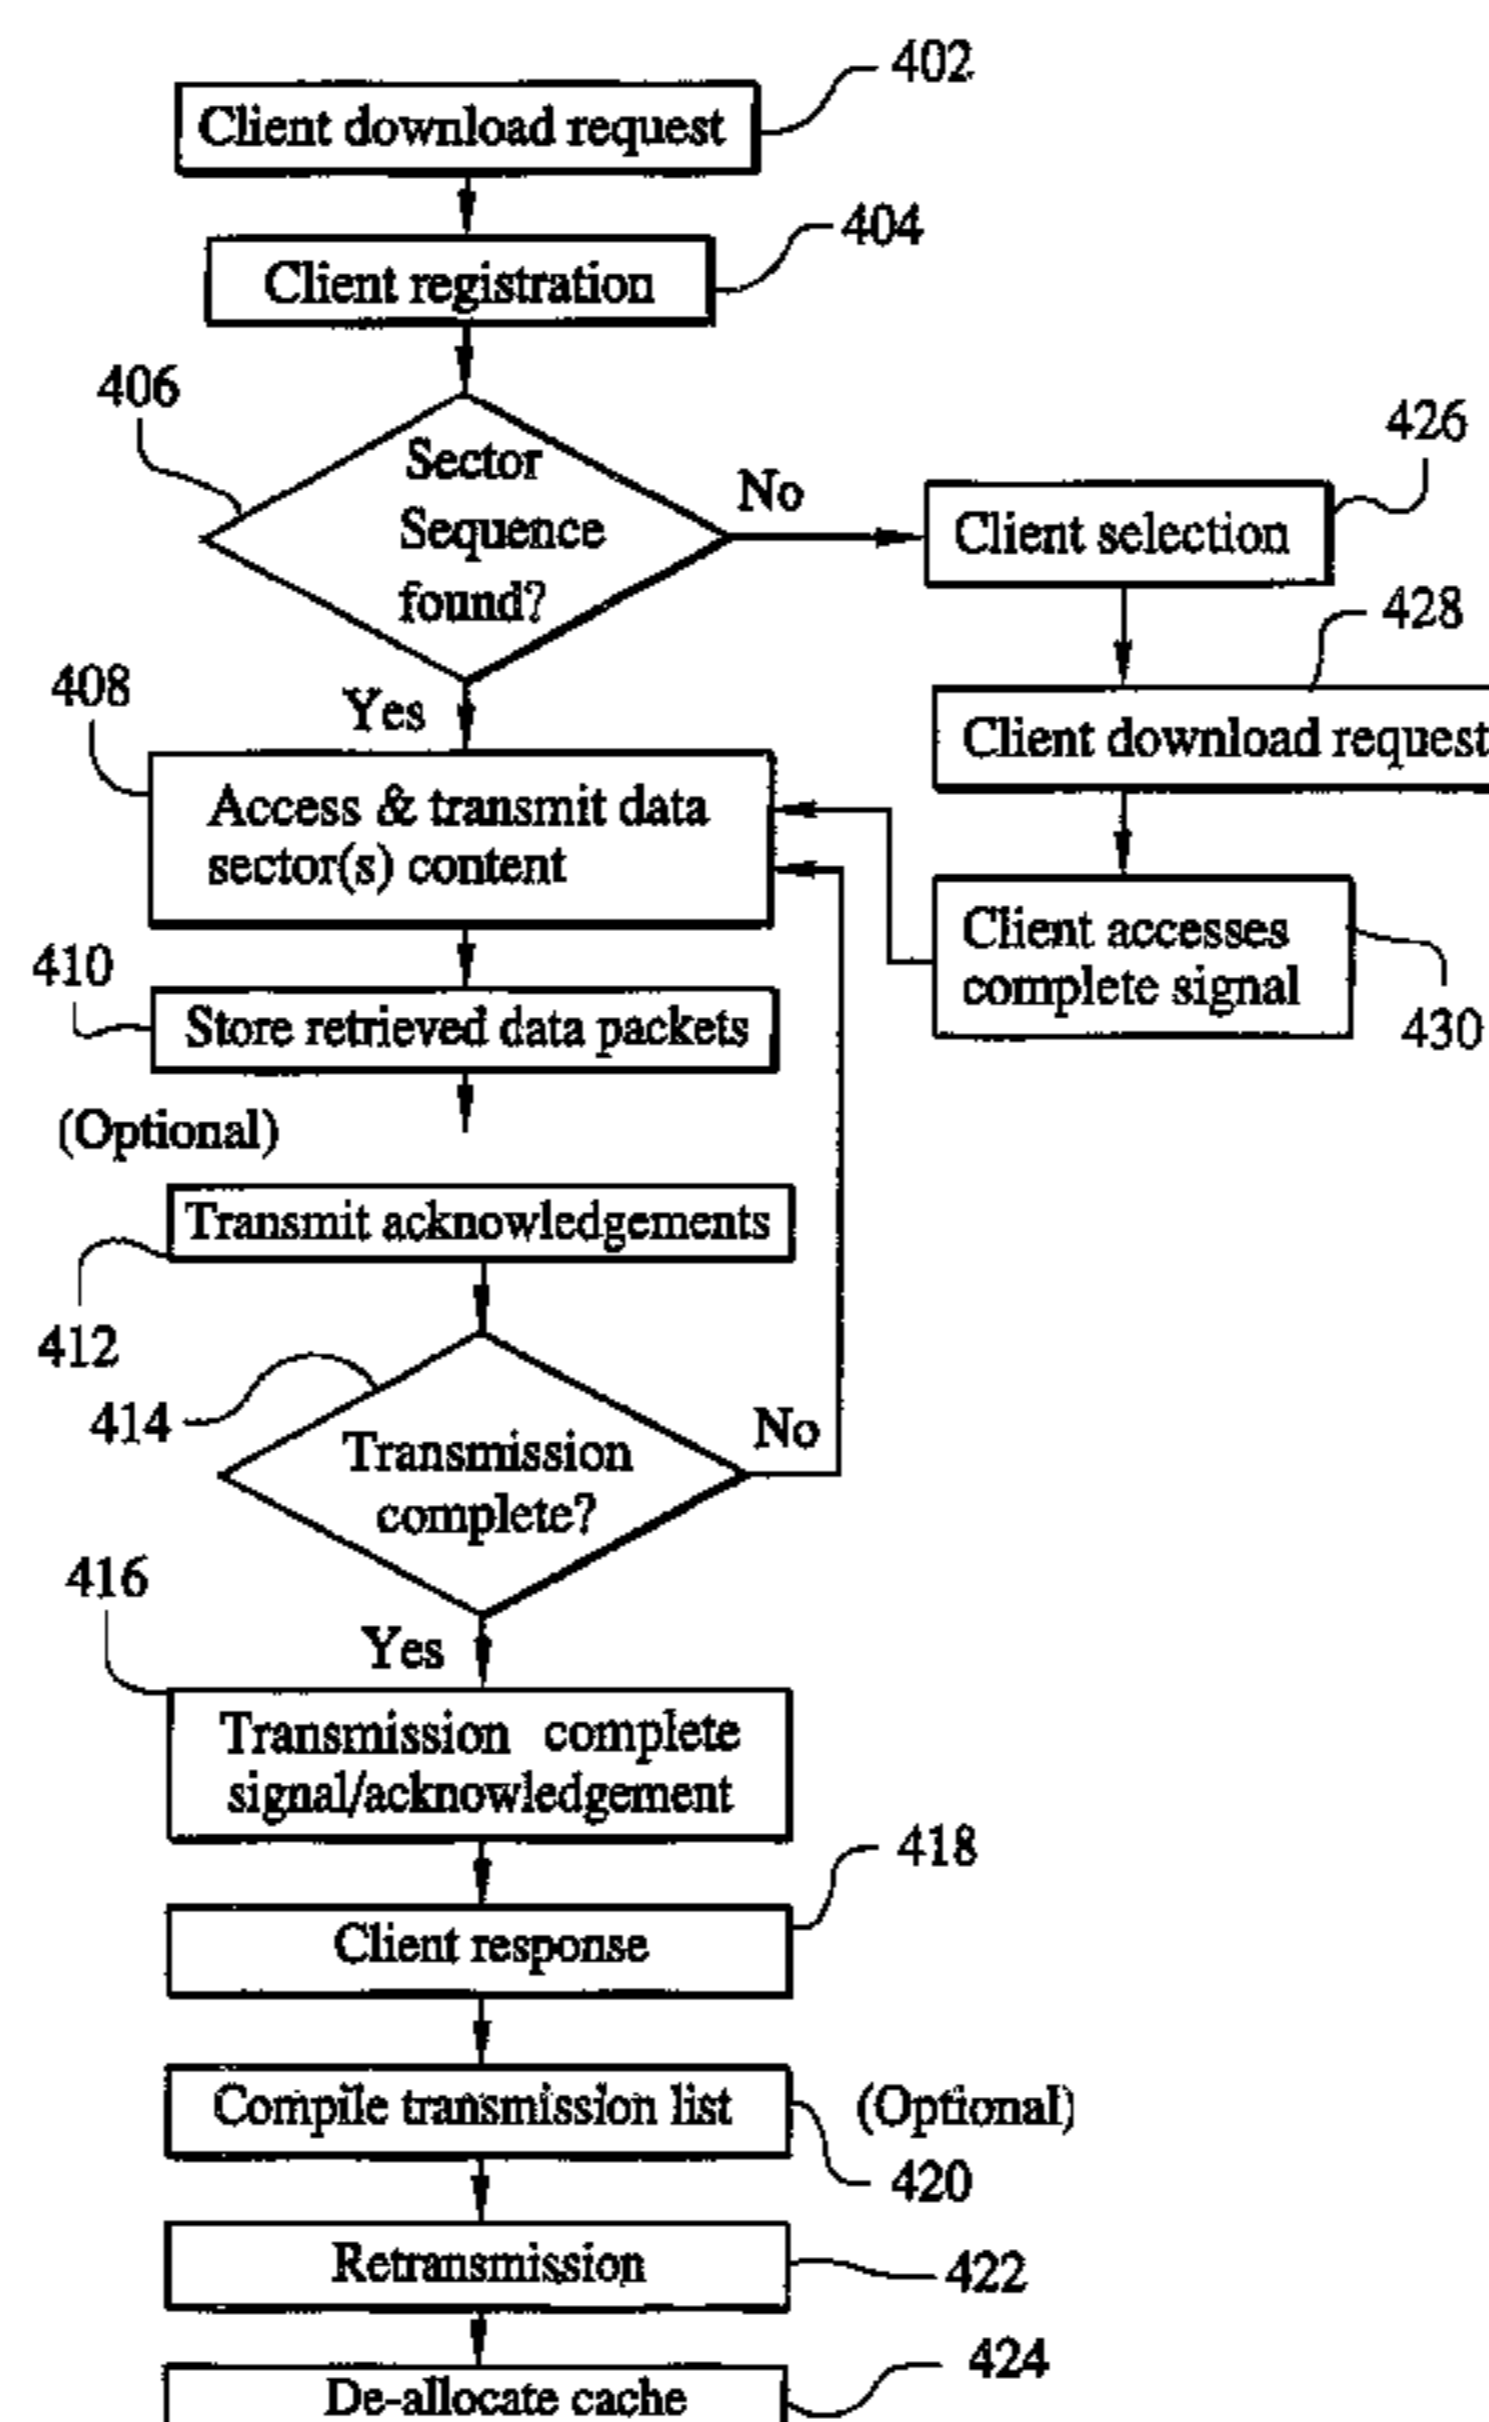 402
Client download request
404
Client registration
406
Sector
Sequence
found?
No
426
Client selection
428
Client download request
408
Yes
Access & transmit data
sector(s) content
Client accesses
complete signal
430
410
Store retrieved data packets
(Optional)
Transmit acknowledgements
412
414
Transmission
complete?
No
416
Yes
Transmission complete
signal/acknowledgement
418
Client response
Compile transmission list
(Optional)
420
Retransmission
422
424
De-allocate cache